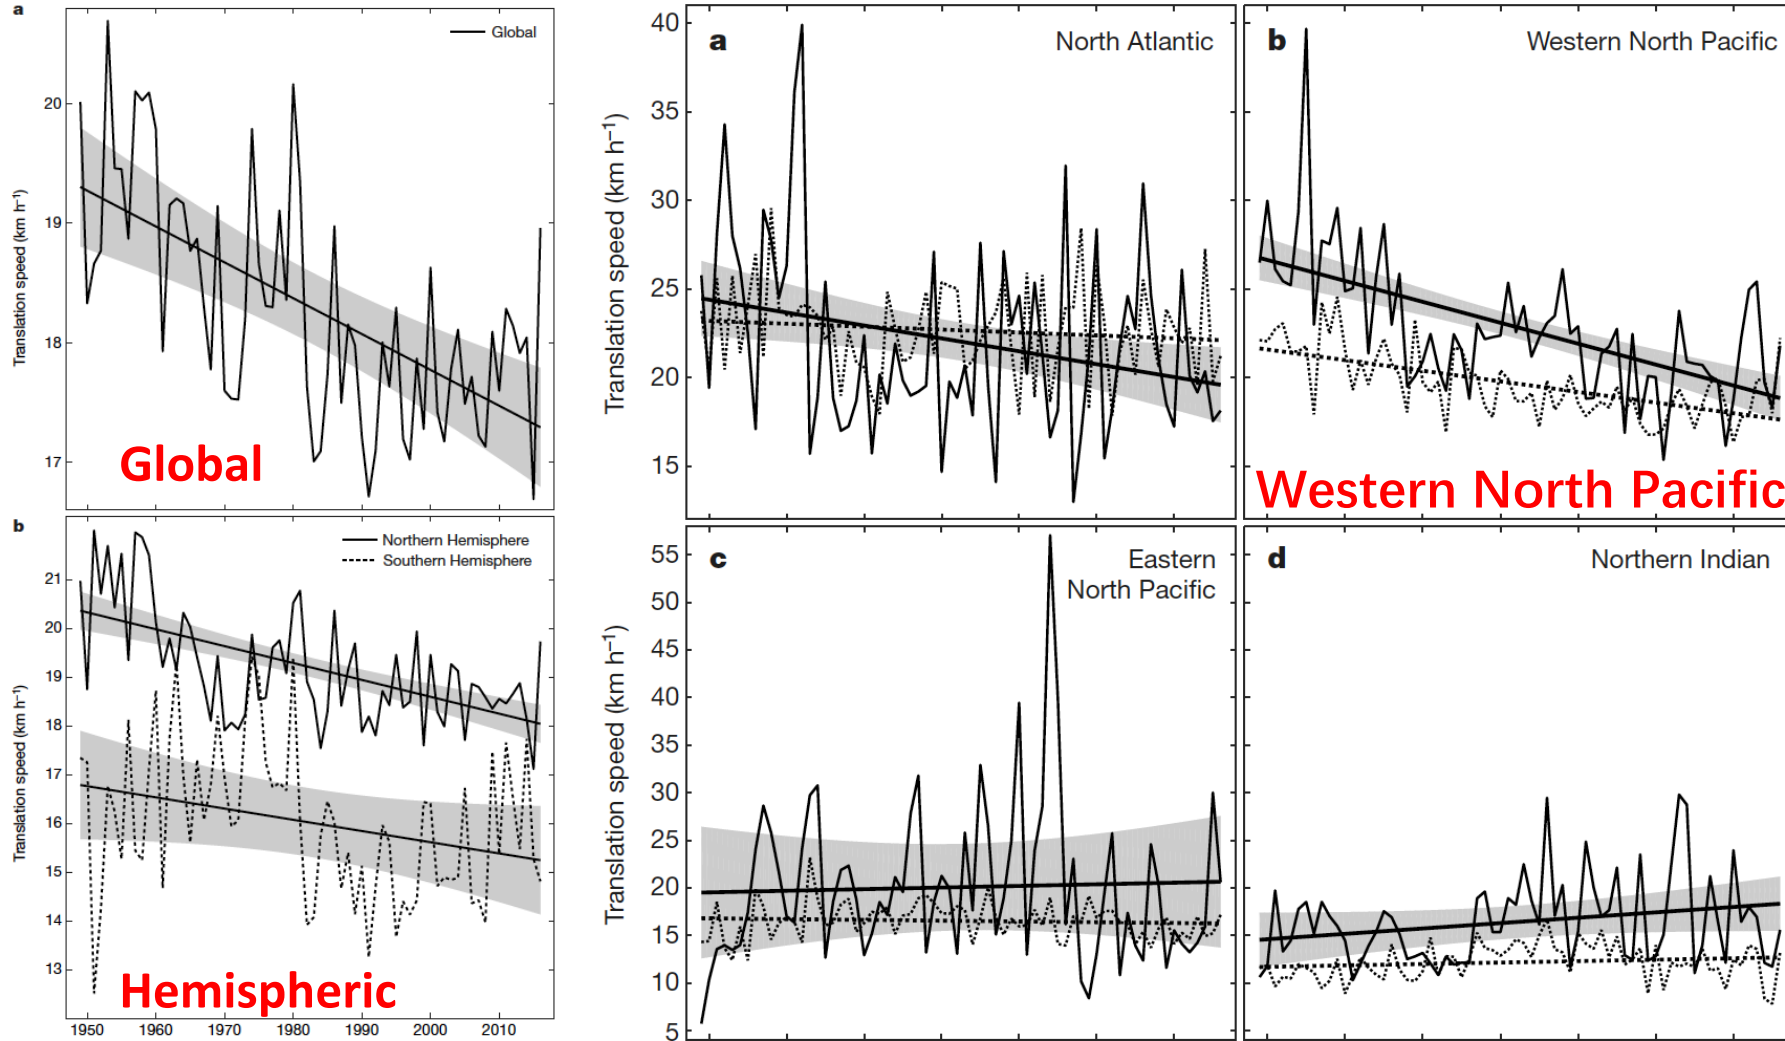 a
Global
20
19
18
17
Translation speed (km h⁻¹)
Global
b
Northern Hemisphere
Southern Hemisphere
21
20
19
18
17
16
15
14
13
Translation speed (km h⁻¹)
Hemispheric
1950 1960 1970 1980 1990 2000 2010
a
North Atlantic
40
35
30
25
20
15
Translation speed (km h⁻¹)
b
Western North Pacific
Western North Pacific
c
Eastern
North Pacific
55
50
45
40
35
30
25
20
15
10
5
Translation speed (km h⁻¹)
d
Northern Indian